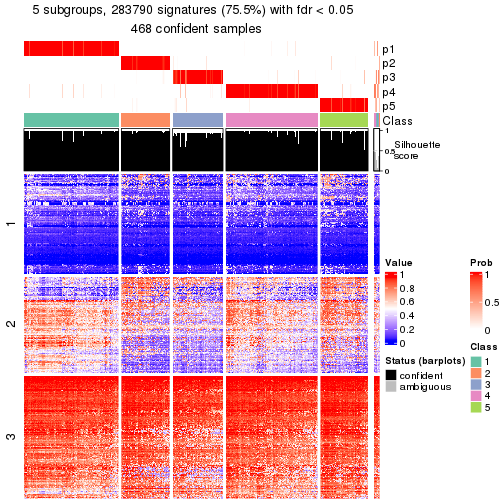 5 subgroups, 283790 signatures (75.5%) with fdr < 0.05
468 confident samples
p1
p2
p3
p4
p5
Class
1
0.5
0
Silhouette
score
1
2
3
Value
1
0.8
0.6
0.4
0.2
0
Prob
1
0.5
0
Status (barplots)
confident
ambiguous
Class
1
2
3
4
5